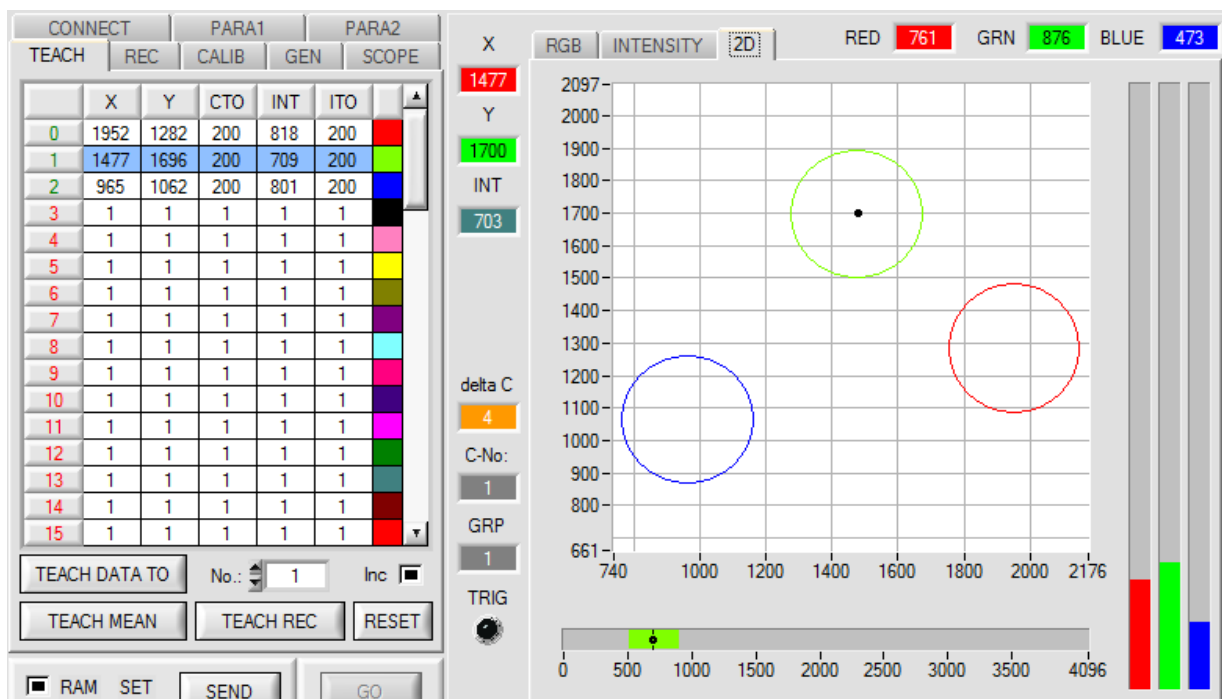 CONNECT PARA1 PARA2
TEACH REC CALIB GEN SCOPE
X Y CTO INT ITO
0 1952 1282 200 818 200
1 1477 1696 200 709 200
2 965 1062 200 801 200
3 1 1 1 1 1
4 1 1 1 1 1
5 1 1 1 1 1
6 1 1 1 1 1
7 1 1 1 1 1
8 1 1 1 1 1
9 1 1 1 1 1
10 1 1 1 1 1
11 1 1 1 1 1
12 1 1 1 1 1
13 1 1 1 1 1
14 1 1 1 1 1
15 1 1 1 1 1
TEACH DATA TO No.: 1 Inc
TEACH MEAN TEACH REC RESET
RAM SET SEND GO
X
1477
Y
1700
INT
703
delta C
4
C-No:
1
GRP
1
TRIG
RGB INTENSITY 2D RED 761 GRN 876 BLUE 473
2097
2000
1900
1800
1700
1600
1500
1400
1300
1200
1100
1000
900
800
661
740 1000 1200 1400 1600 1800 2000 2176
0 500 1000 1500 2000 2500 3000 3500 4096